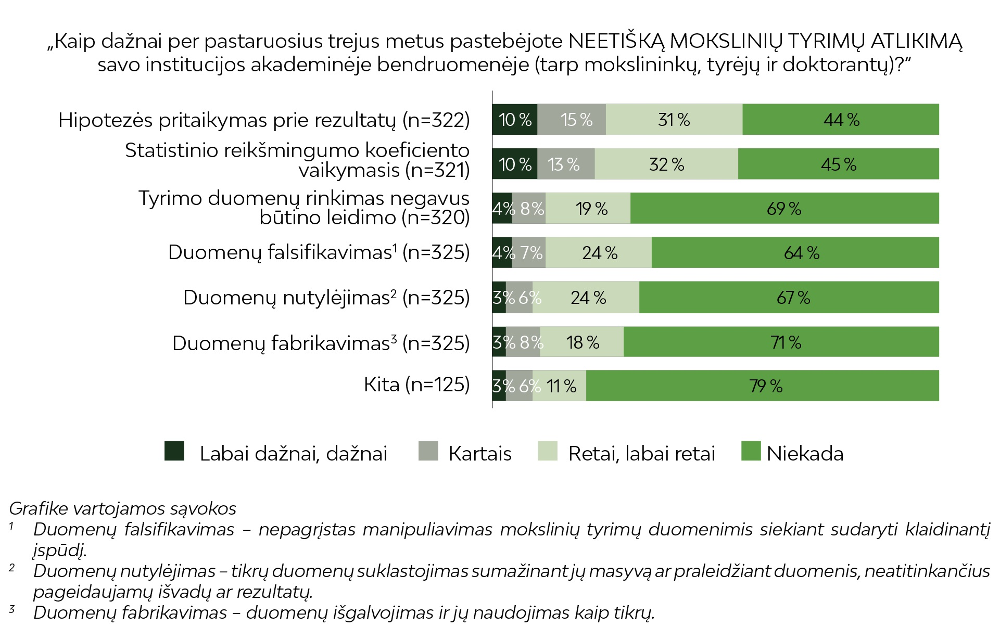 „Kaip dažnai per pastaruosius trejus metus pastebėjote NEETIŠKĄ MOKSLINIŲ TYRIMŲ ATLIKIMĄ
savo institucijos akademinėje bendruomenėje (tarp mokslininkų, tyrėjų ir doktorantų)?“
Hipotezės pritaikymas prie rezultatų (n=322) 10 % 15 % 31 % 44 %
Statistinio reikšmingumo koeficiento
vaikymasis (n=321) 10 % 13 % 32 % 45 %
Tyrimo duomenų rinkimas negavus
būtino leidimo (n=320) 4% 8% 19 % 69 %
Duomenų falsifikavimas¹ (n=325) 4% 7% 24 % 64 %
Duomenų nutylėjimas² (n=325) 3% 6% 24 % 67 %
Duomenų fabrikavimas³ (n=325) 3% 8% 18 % 71 %
Kita (n=125) 3% 6% 11 % 79 %
Labai dažnai, dažnai Kartais Retai, labai retai Niekada
Grafike vartojamos sąvokos
¹ Duomenų falsifikavimas – nepagrįstas manipuliavimas mokslinių tyrimų duomenimis siekiant sudaryti klaidinantį
įspūdį.
² Duomenų nutylėjimas – tikrų duomenų suklastojimas sumažinant jų masyvą ar praleidžiant duomenis, neatitinkančius
pageidaujamų išvadų ar rezultatų.
³ Duomenų fabrikavimas – duomenų išgalvojimas ir jų naudojimas kaip tikrų.